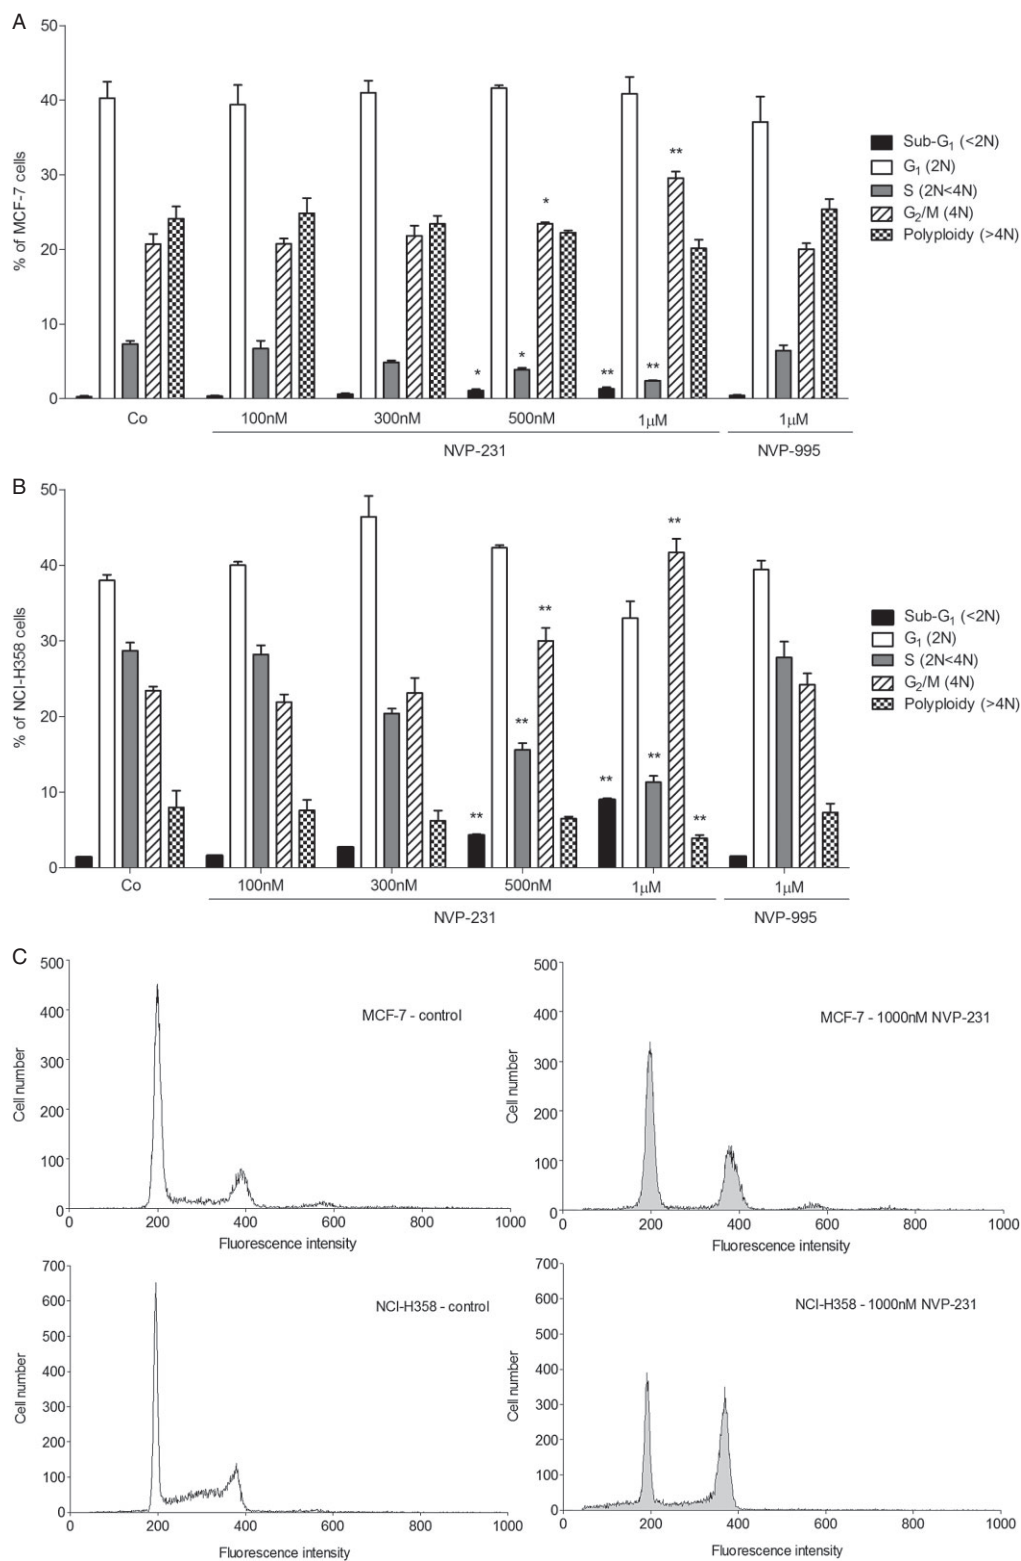 A
50
40
30
20
10
0
% of MCF-7 cells
* * * ** ** **
Sub-G₁ (<2N)
G₁ (2N)
S (2N<4N)
G₂/M (4N)
Polyploidy (>4N)
Co 100nM 300nM 500nM 1μM 1μM
NVP-231 NVP-995
B
50
40
30
20
10
0
% of NCI-H358 cells
** ** ** ** ** ** **
Sub-G₁ (<2N)
G₁ (2N)
S (2N<4N)
G₂/M (4N)
Polyploidy (>4N)
Co 100nM 300nM 500nM 1μM 1μM
NVP-231 NVP-995
C
500
400
300
200
100
0
Cell number
MCF-7 - control
0 200 400 600 800 1000
Fluorescence intensity
500
400
300
200
100
0
Cell number
MCF-7 - 1000nM NVP-231
0 200 400 600 800 1000
Fluorescence intensity
700
600
500
400
300
200
100
0
Cell number
NCI-H358 - control
0 200 400 600 800 1000
Fluorescence intensity
700
600
500
400
300
200
100
0
Cell number
NCI-H358 - 1000nM NVP-231
0 200 400 600 800 1000
Fluorescence intensity